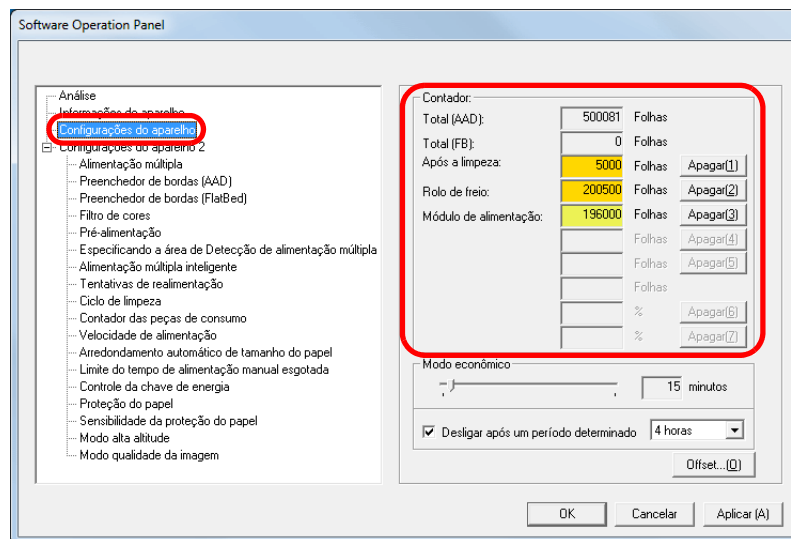 Software Operation Panel
Análise
Informações do aparelho
Configurações do aparelho
Configurações do aparelho 2
Alimentação múltipla
Preenchedor de bordas (AAD)
Preenchedor de bordas (FlatBed)
Filtro de cores
Pré-alimentação
Especificando a área de Detecção de alimentação múltipla
Alimentação múltipla inteligente
Tentativas de realimentação
Ciclo de limpeza
Contador das peças de consumo
Velocidade de alimentação
Arredondamento automático de tamanho do papel
Limite do tempo de alimentação manual esgotada
Controle da chave de energia
Proteção do papel
Sensibilidade da proteção do papel
Modo alta altitude
Modo qualidade da imagem
Contador:
Total (AAD): 500081 Folhas
Total (FB): 0 Folhas
Após a limpeza: 5000 Folhas Apagar(1)
Rolo de freio: 200500 Folhas Apagar(2)
Módulo de alimentação: 196000 Folhas Apagar(3)
Folhas Apagar(4)
Folhas Apagar(5)
Folhas
% Apagar(6)
% Apagar(7)
Modo econômico
15 minutos
Desligar após um período determinado 4 horas
Offset...(O)
OK Cancelar Aplicar (A)